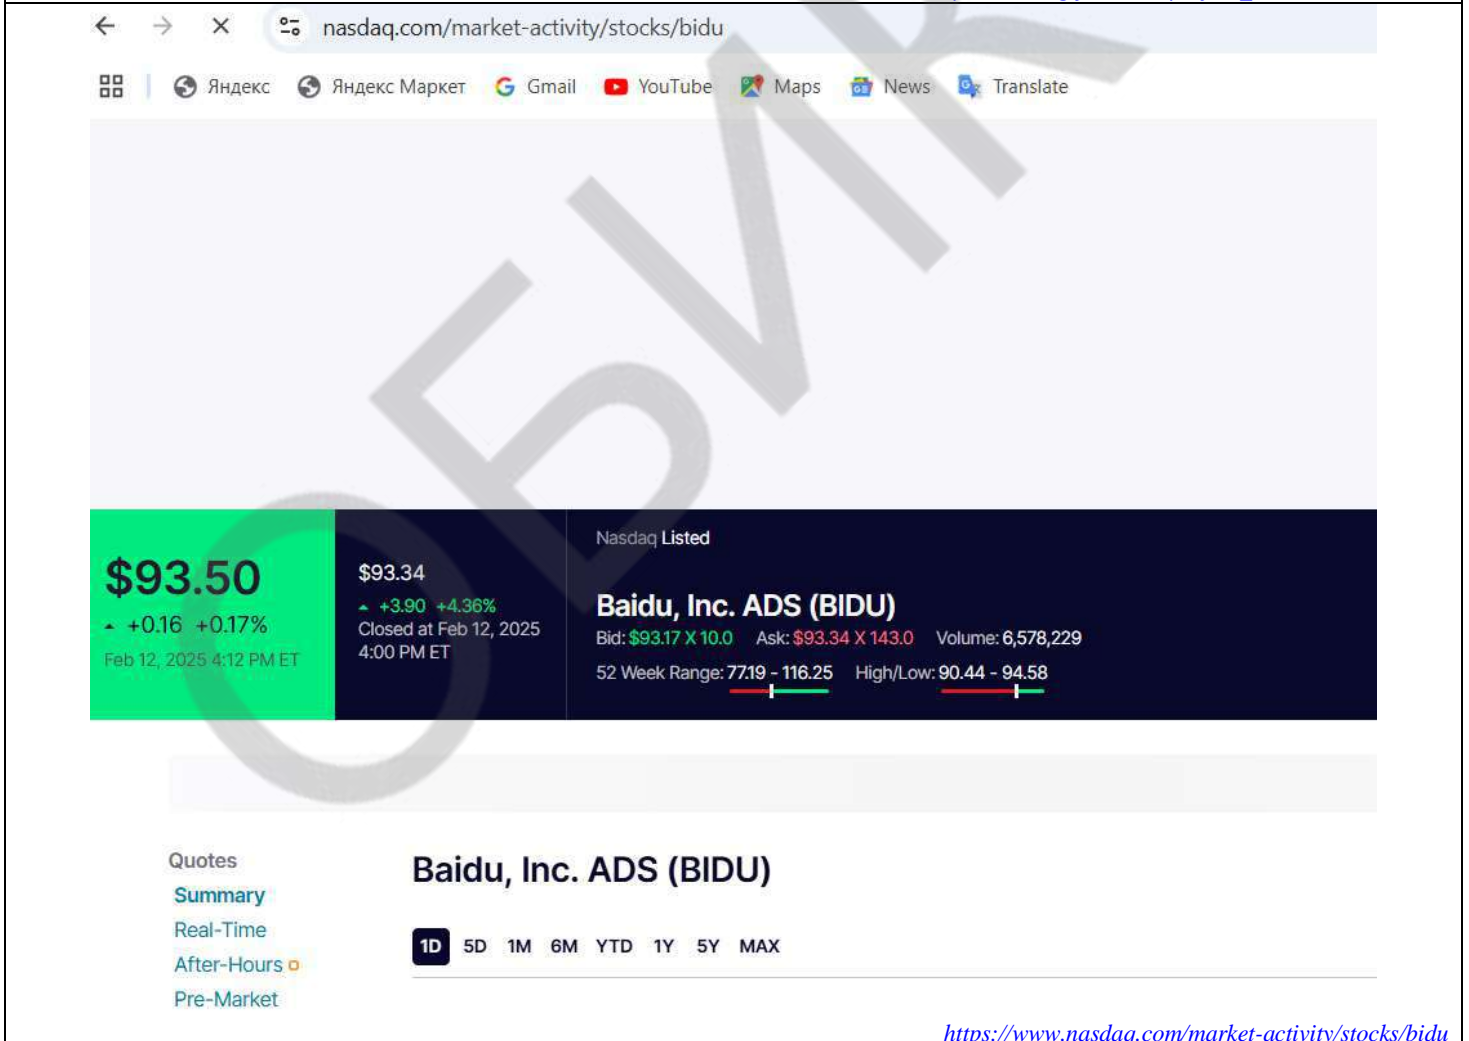 nasdaq.com/market-activity/stocks/bidu
Яндекс Яндекс Маркет Gmail YouTube Maps News Translate
ОБИК
Nasdaq Listed
$93.50
+0.16 +0.17%
Feb 12, 2025 4:12 PM ET
$93.34
+3.90 +4.36%
Closed at Feb 12, 2025
4:00 PM ET
Baidu, Inc. ADS (BIDU)
Bid: $93.17 X 10.0 Ask: $93.34 X 143.0 Volume: 6,578,229
52 Week Range: 77.19 - 116.25 High/Low: 90.44 - 94.58
Quotes
Summary
Real-Time
After-Hours
Pre-Market
Baidu, Inc. ADS (BIDU)
1D 5D 1M 6M YTD 1Y 5Y MAX
https://www.nasdaq.com/market-activity/stocks/bidu